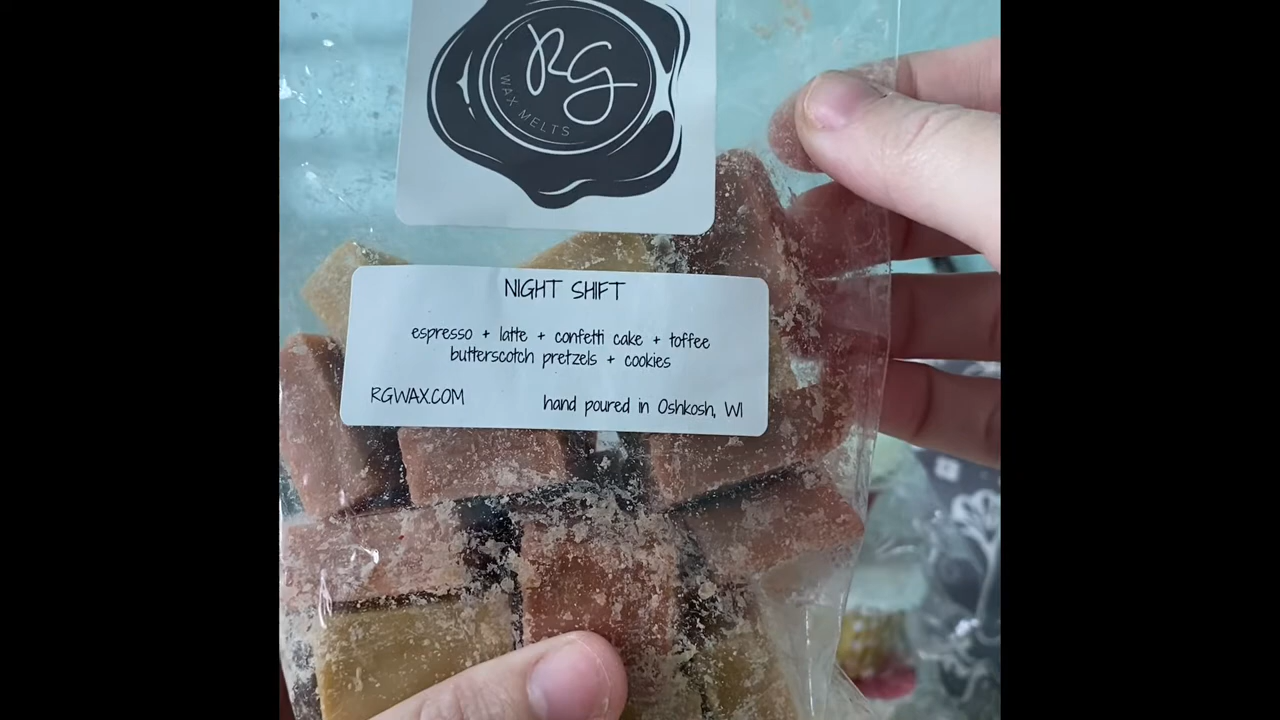 RG
WAX MELTS
NIGHT SHIFT
espresso + latte + confetti cake + toffee
butterscotch pretzels + cookies
RGWAX.COM
hand poured in Oshkosh, WI